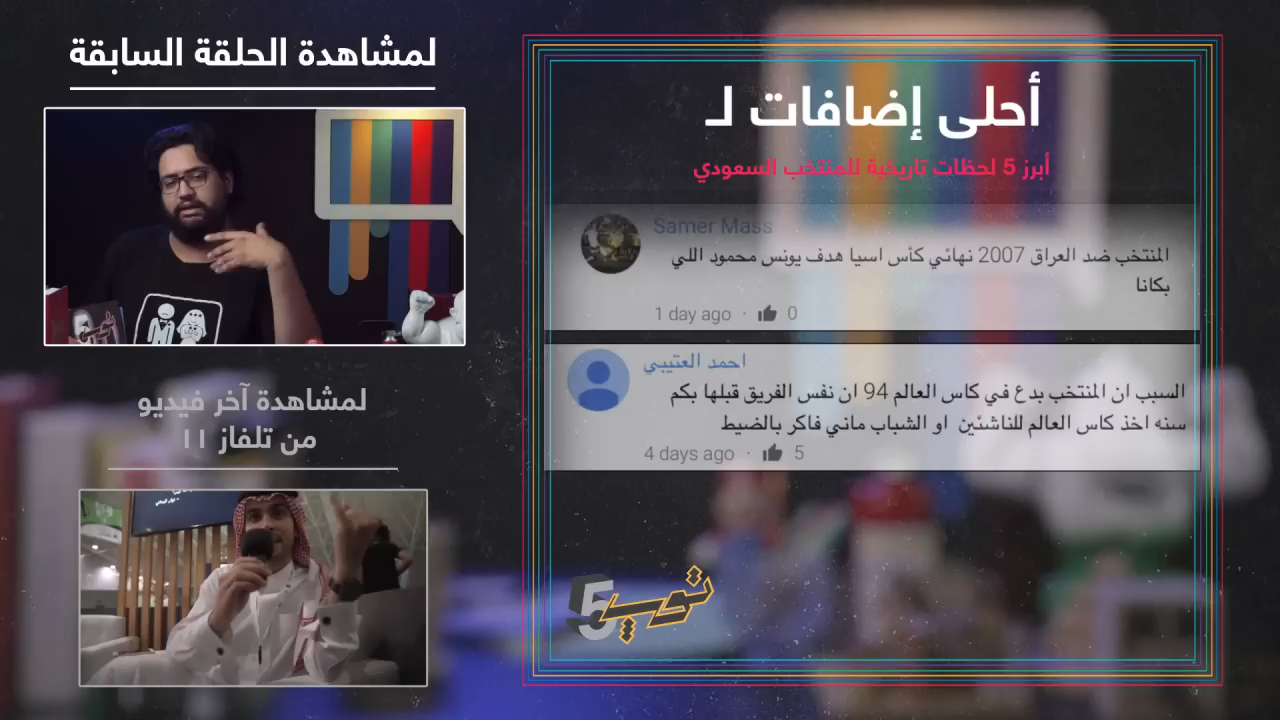 لمشاهدة الحلقة السابقة
لمشاهدة آخر فيديو
من تلفاز ١١
أحلى إضافات لـ
أبرز 5 لحظات تاريخية للمنتخب السعودي
Samer Mass
المنتخب ضد العراق 2007 نهائي كأس اسيا هدف يونس محمود اللي
بكانا
1 day ago · 0
احمد العتيبي
السبب ان المنتخب بدع في كاس العالم 94 ان نفس الفريق قبلها بكم
سنه اخذ كاس العالم للناشئين او الشباب ماني فاكر بالضبط
4 days ago · 5
توب 5